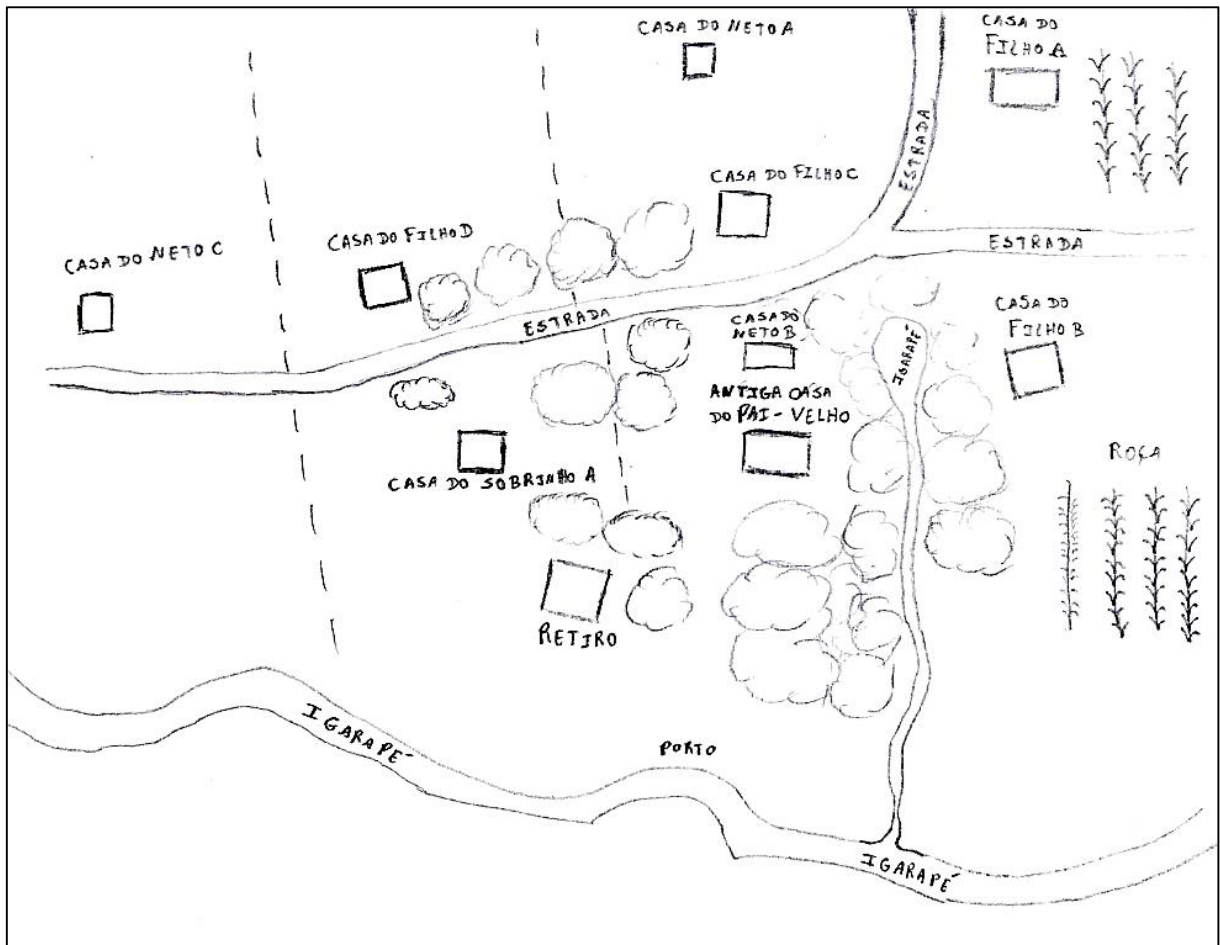 CASA DO NETO A
CASA DO
FILHO A
ESTRADA
CASA DO FILHO C
CASA DO FILHO D
CASA DO NETO C
ESTRADA
ESTRADA
CASA DO
NETO B
IGARAPÉ
CASA DO
FILHO B
ANTIGA CASA
DO PAI-VELHO
ROÇA
CASA DO SOBRINHO A
RETIRO
IGARAPÉ
PORTO
IGARAPÉ